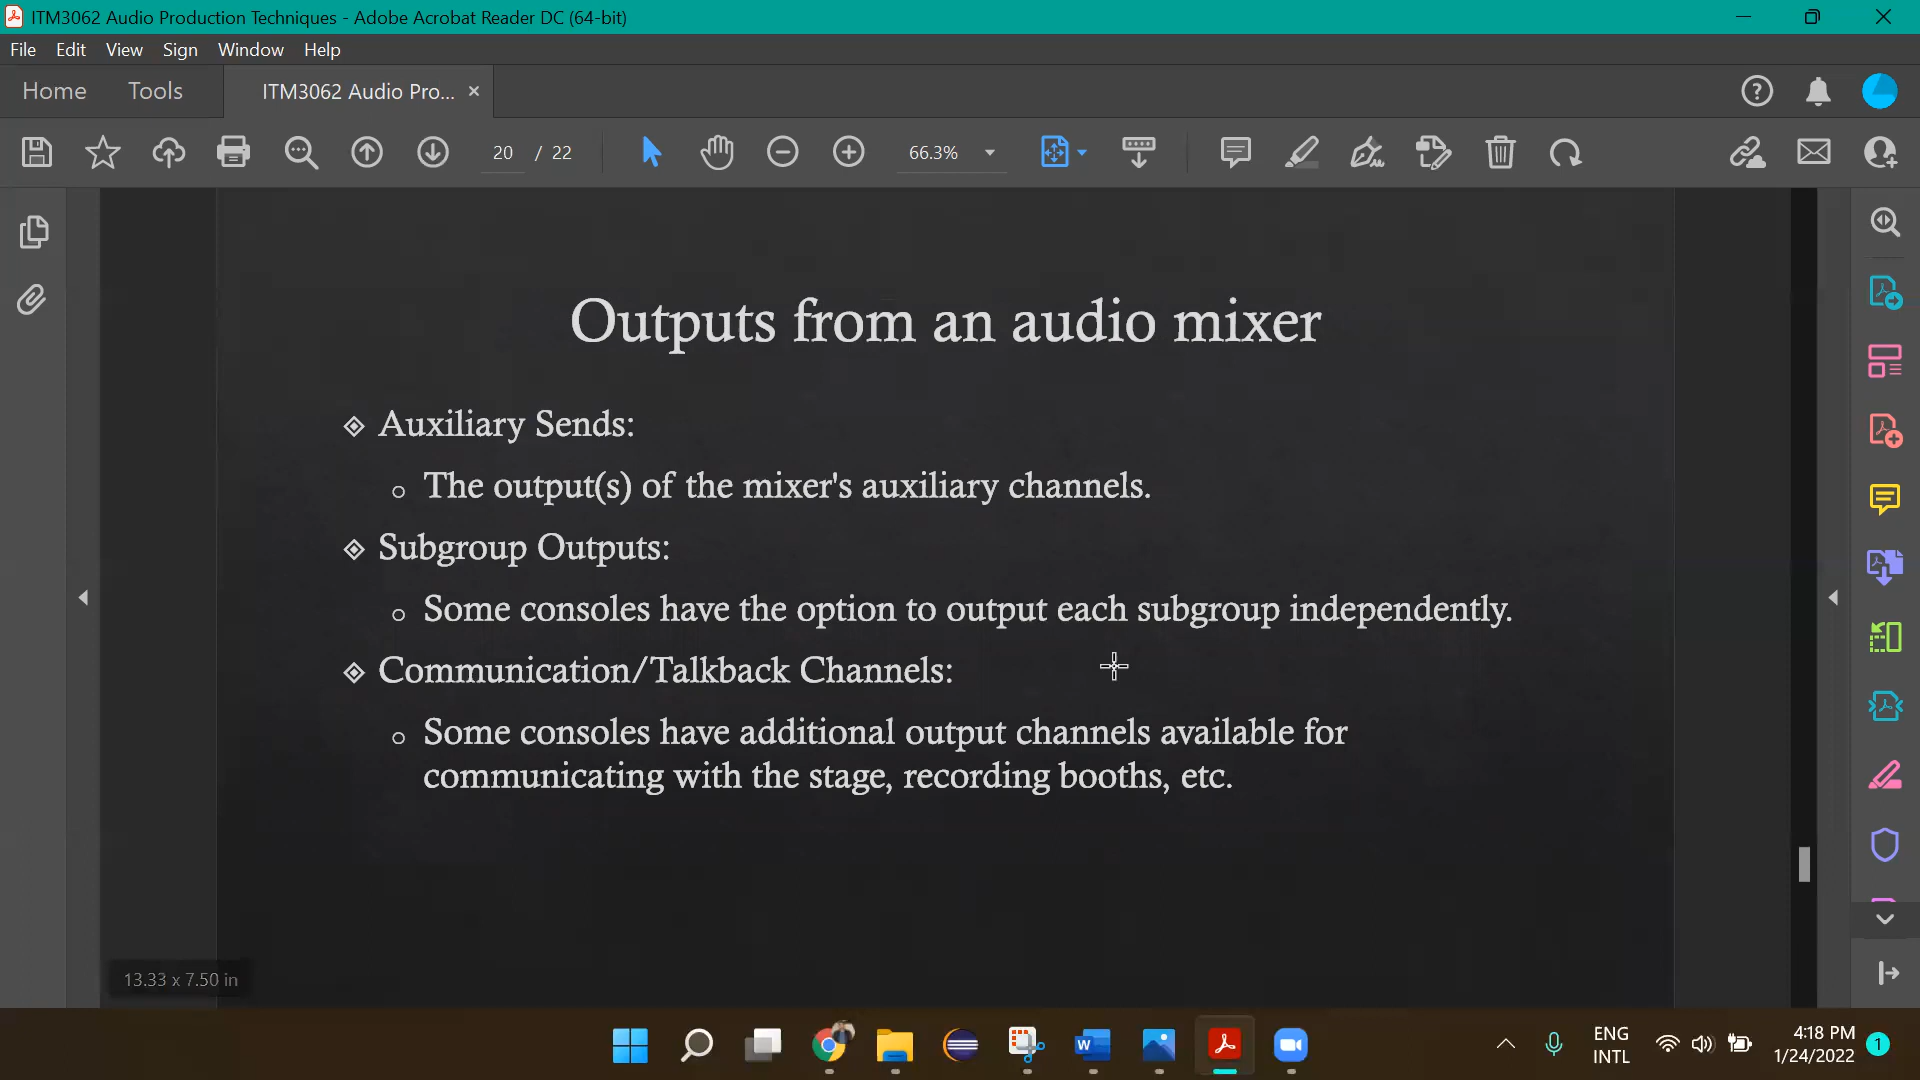 ITM3062 Audio Production Techniques - Adobe Acrobat Reader DC (64-bit)
File Edit View Sign Window Help
Home Tools ITM3062 Audio Pro... ×
20 / 22 66.3%
Outputs from an audio mixer
Auxiliary Sends:
The output(s) of the mixer's auxiliary channels.
Subgroup Outputs:
Some consoles have the option to output each subgroup independently.
Communication/Talkback Channels:
Some consoles have additional output channels available for
communicating with the stage, recording booths, etc.
13.33 x 7.50 in
ENG
INTL
4:18 PM
1/24/2022
1